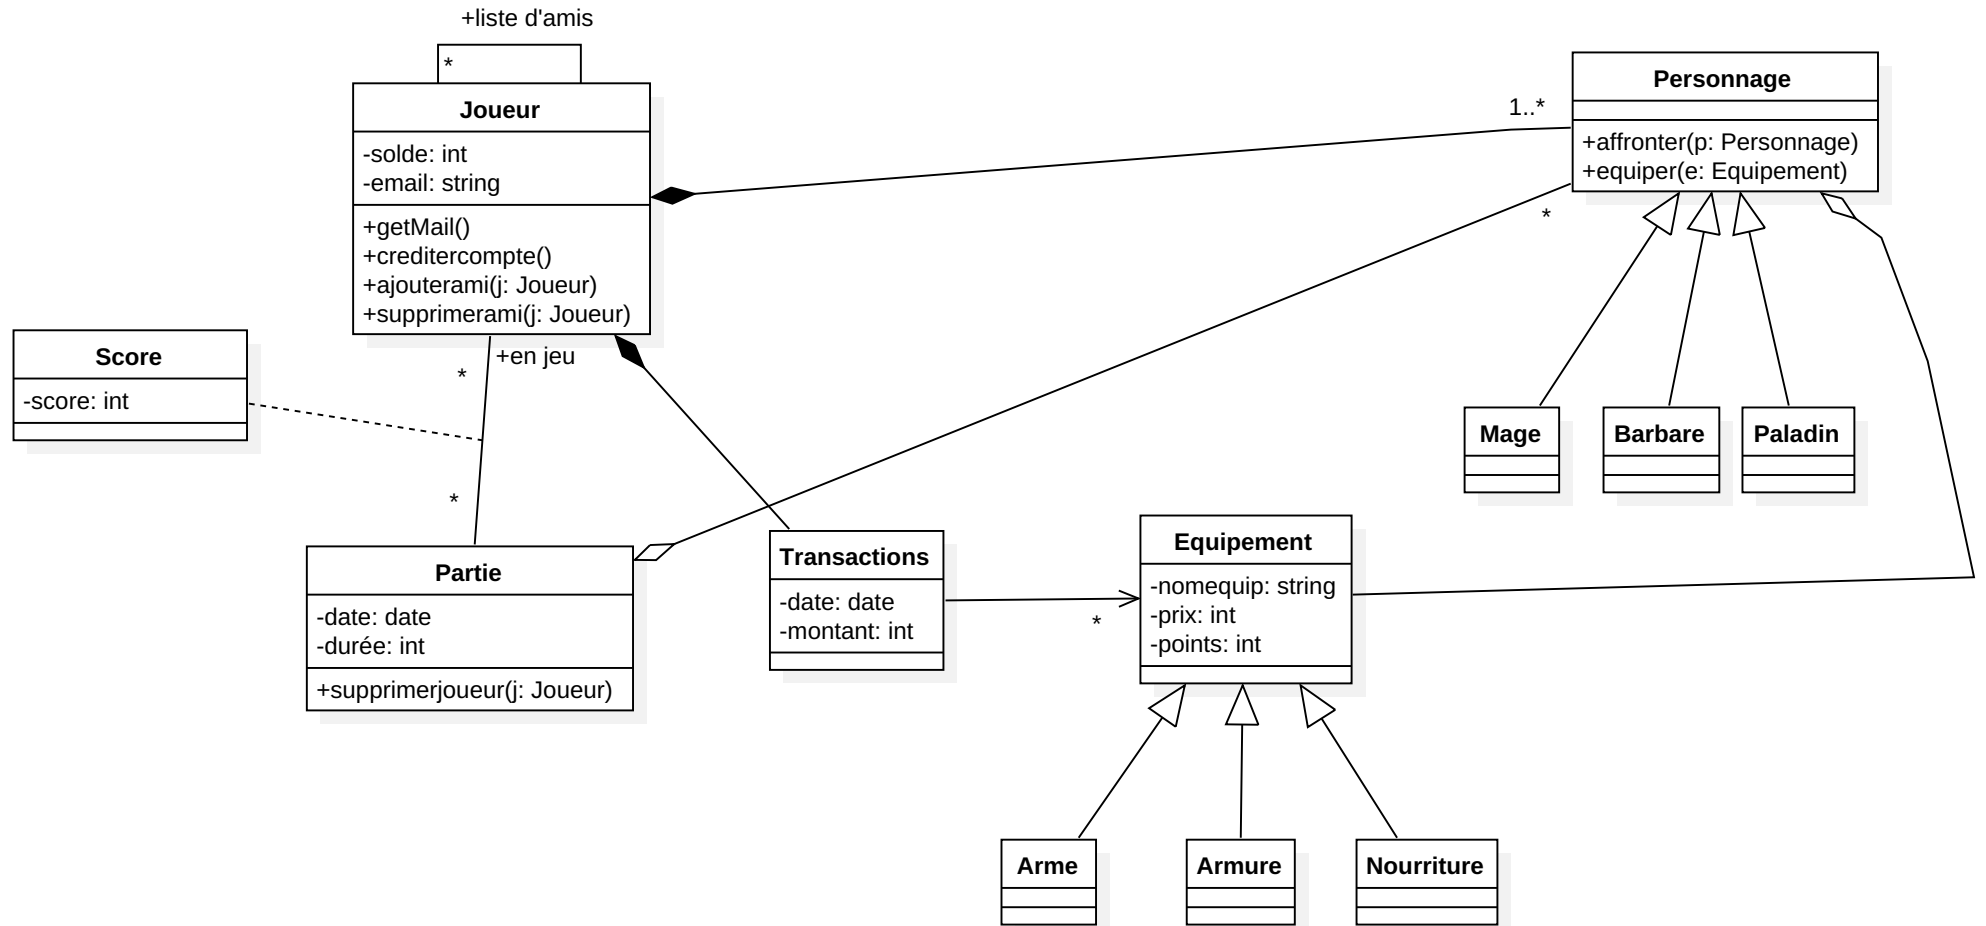 +liste d'amis
*
Joueur
-solde: int
-email: string
+getMail()
+creditercompte()
+ajouterami(j: Joueur)
+supprimerami(j: Joueur)
1..*
Personnage
+affronter(p: Personnage)
+equiper(e: Equipement)
*
Score
-score: int
+en jeu
*
*
Mage
Barbare
Paladin
Partie
-date: date
-durée: int
+supprimerjoueur(j: Joueur)
Transactions
-date: date
-montant: int
*
Equipement
-nomequip: string
-prix: int
-points: int
Arme
Armure
Nourriture